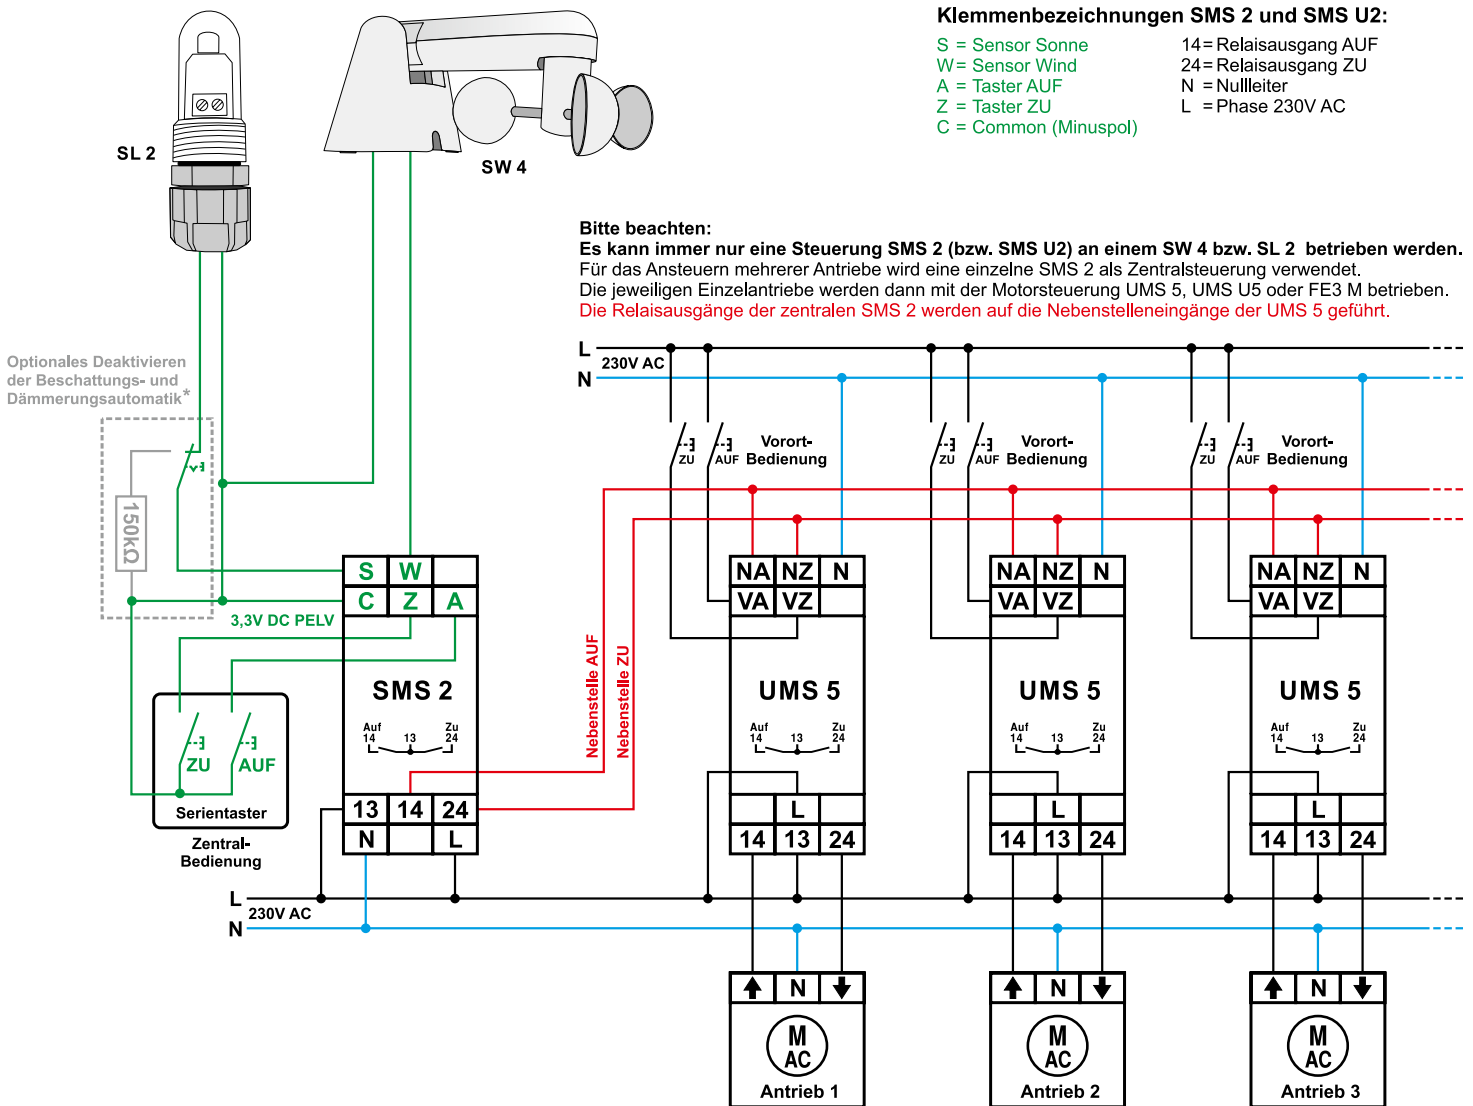 Klemmenbezeichnungen SMS 2 und SMS U2:
S = Sensor Sonne
W = Sensor Wind
A = Taster AUF
Z = Taster ZU
C = Common (Minuspol)
14= Relaisausgang AUF
24= Relaisausgang ZU
N = Nullleiter
L = Phase 230V AC
SL 2
SW 4
Bitte beachten:
Es kann immer nur eine Steuerung SMS 2 (bzw. SMS U2) an einem SW 4 bzw. SL 2 betrieben werden.
Für das Ansteuern mehrerer Antriebe wird eine einzelne SMS 2 als Zentralsteuerung verwendet.
Die jeweiligen Einzelantriebe werden dann mit der Motorsteuerung UMS 5, UMS U5 oder FE3 M betrieben.
Die Relaisausgänge der zentralen SMS 2 werden auf die Nebenstelleneingänge der UMS 5 geführt.
Optionales Deaktivieren
der Beschattungs- und
Dämmerungsautomatik*
150kΩ
L
230V AC
N
ZU
AUF
Vorort-
Bedienung
ZU
AUF
Vorort-
Bedienung
ZU
AUF
Vorort-
Bedienung
S W
C Z A
3,3V DC PELV
SMS 2
Auf 14
13
Zu 24
13 14 24
N L
ZU
AUF
Serientaster
Zentral-
Bedienung
Nebenstelle AUF
Nebenstelle ZU
NA NZ N
VA VZ
UMS 5
Auf 14
13
Zu 24
L
14 13 24
NA NZ N
VA VZ
UMS 5
Auf 14
13
Zu 24
L
14 13 24
NA NZ N
VA VZ
UMS 5
Auf 14
13
Zu 24
L
14 13 24
L
230V AC
N
N
M
AC
Antrieb 1
N
M
AC
Antrieb 2
N
M
AC
Antrieb 3